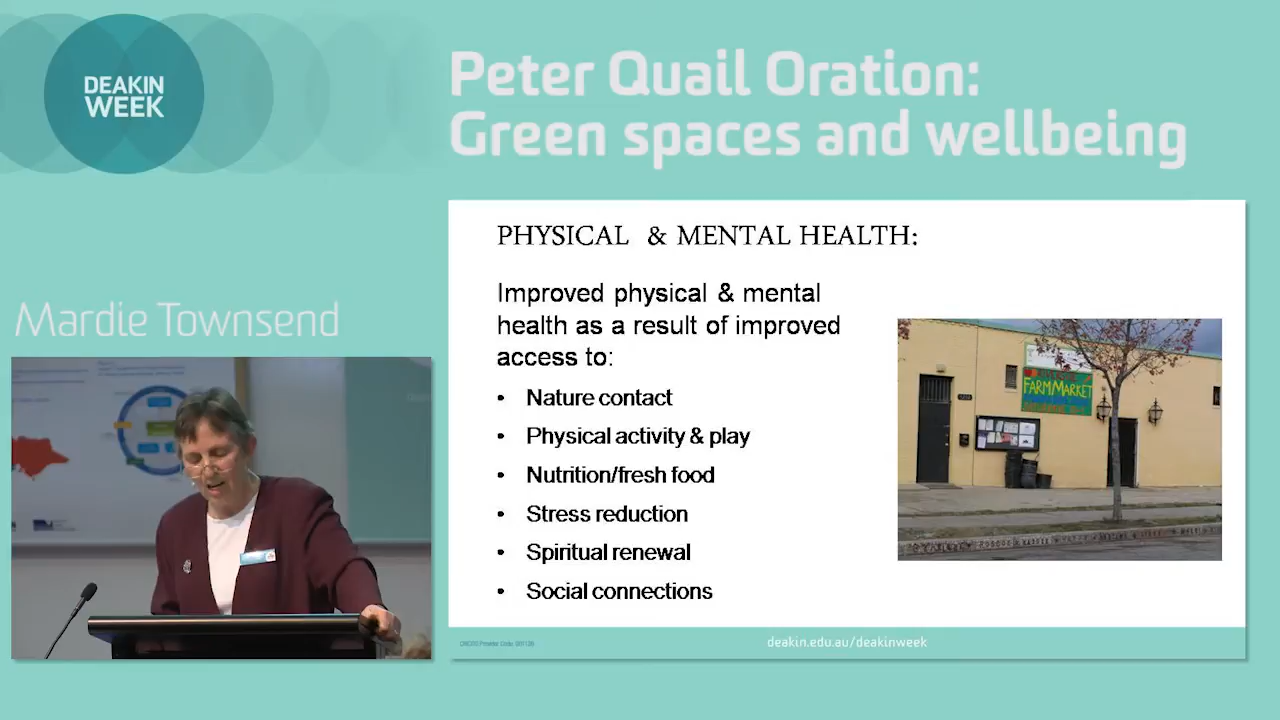 DEAKIN
WEEK
Peter Quail Oration:
Green spaces and wellbeing
Mardie Townsend
PHYSICAL & MENTAL HEALTH:
Improved physical & mental
health as a result of improved
access to:
• Nature contact
• Physical activity & play
• Nutrition/fresh food
• Stress reduction
• Spiritual renewal
• Social connections
FARM MARKET
deakin.edu.au/deakinweek